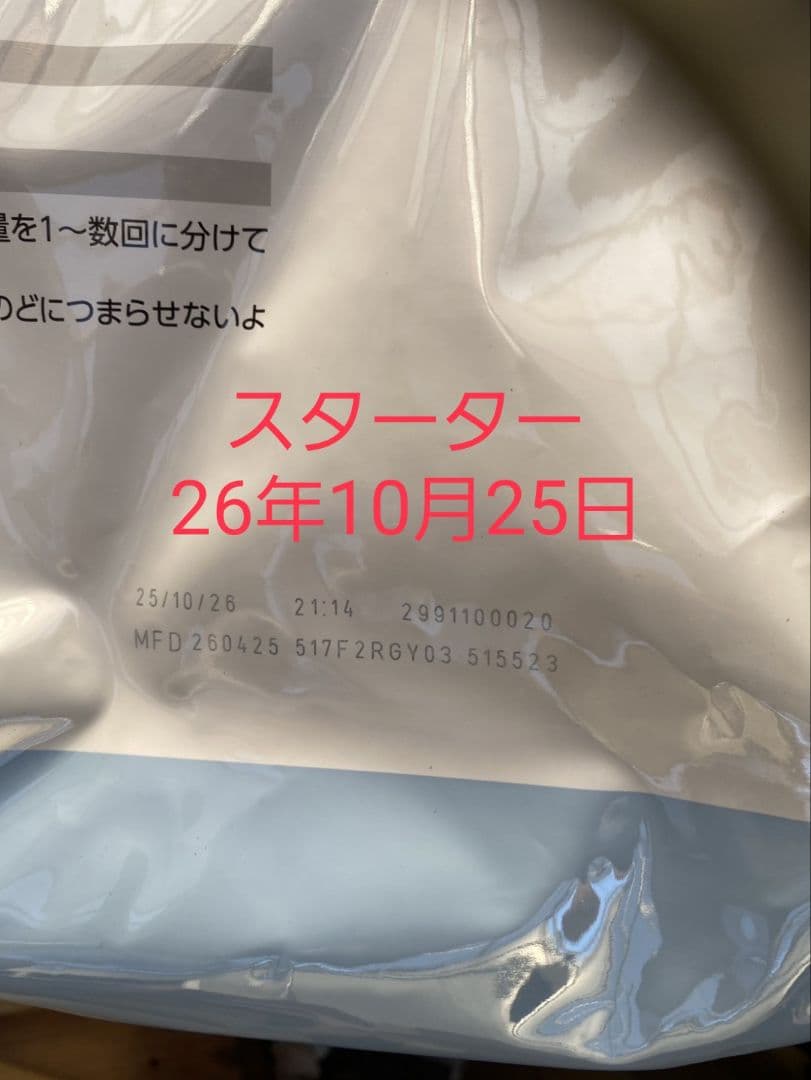 量を1～数回に分けて
のどにつまらせないよ
スターター
26年10月25日
25/10/26 21:14 2991100020
MFD 260425 517F2RGY03 515523